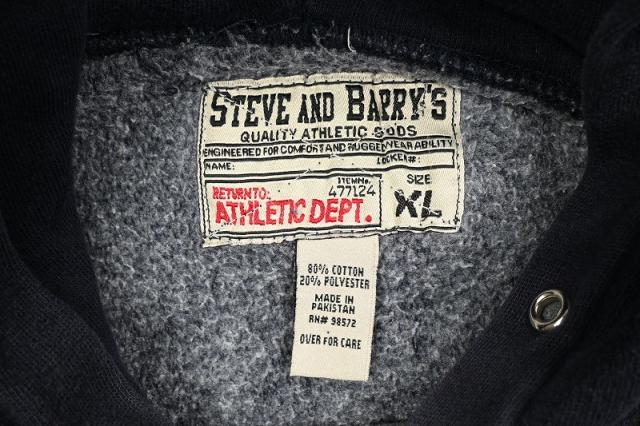 STEVE AND BARRY'S
QUALITY ATHLETIC GOODS
ENGINEERED FOR COMFORT AND RUGGED WEARABILITY
NAME: LOCKER#:
ITEM No.
477124
RETURN TO:
ATHLETIC DEPT.
SIZE
XL
80% COTTON
20% POLYESTER
MADE IN
PAKISTAN
RN# 98572
OVER FOR CARE